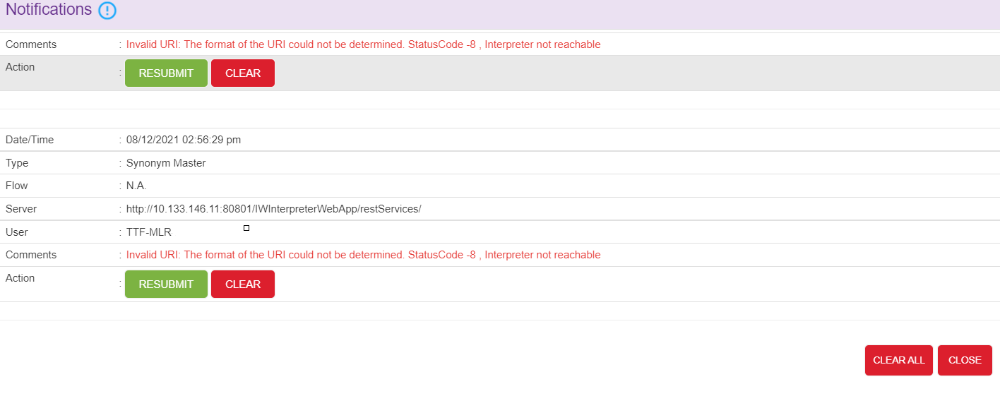 Notifications
Comments : Invalid URI: The format of the URI could not be determined. StatusCode -8 , Interpreter not reachable
Action : RESUBMIT CLEAR
Date/Time : 08/12/2021 02:56:29 pm
Type : Synonym Master
Flow : N.A.
Server : http://10.133.146.11:80801/IWInterpreterWebApp/restServices/
User : TTF-MLR
Comments : Invalid URI: The format of the URI could not be determined. StatusCode -8 , Interpreter not reachable
Action : RESUBMIT CLEAR
CLEAR ALL CLOSE